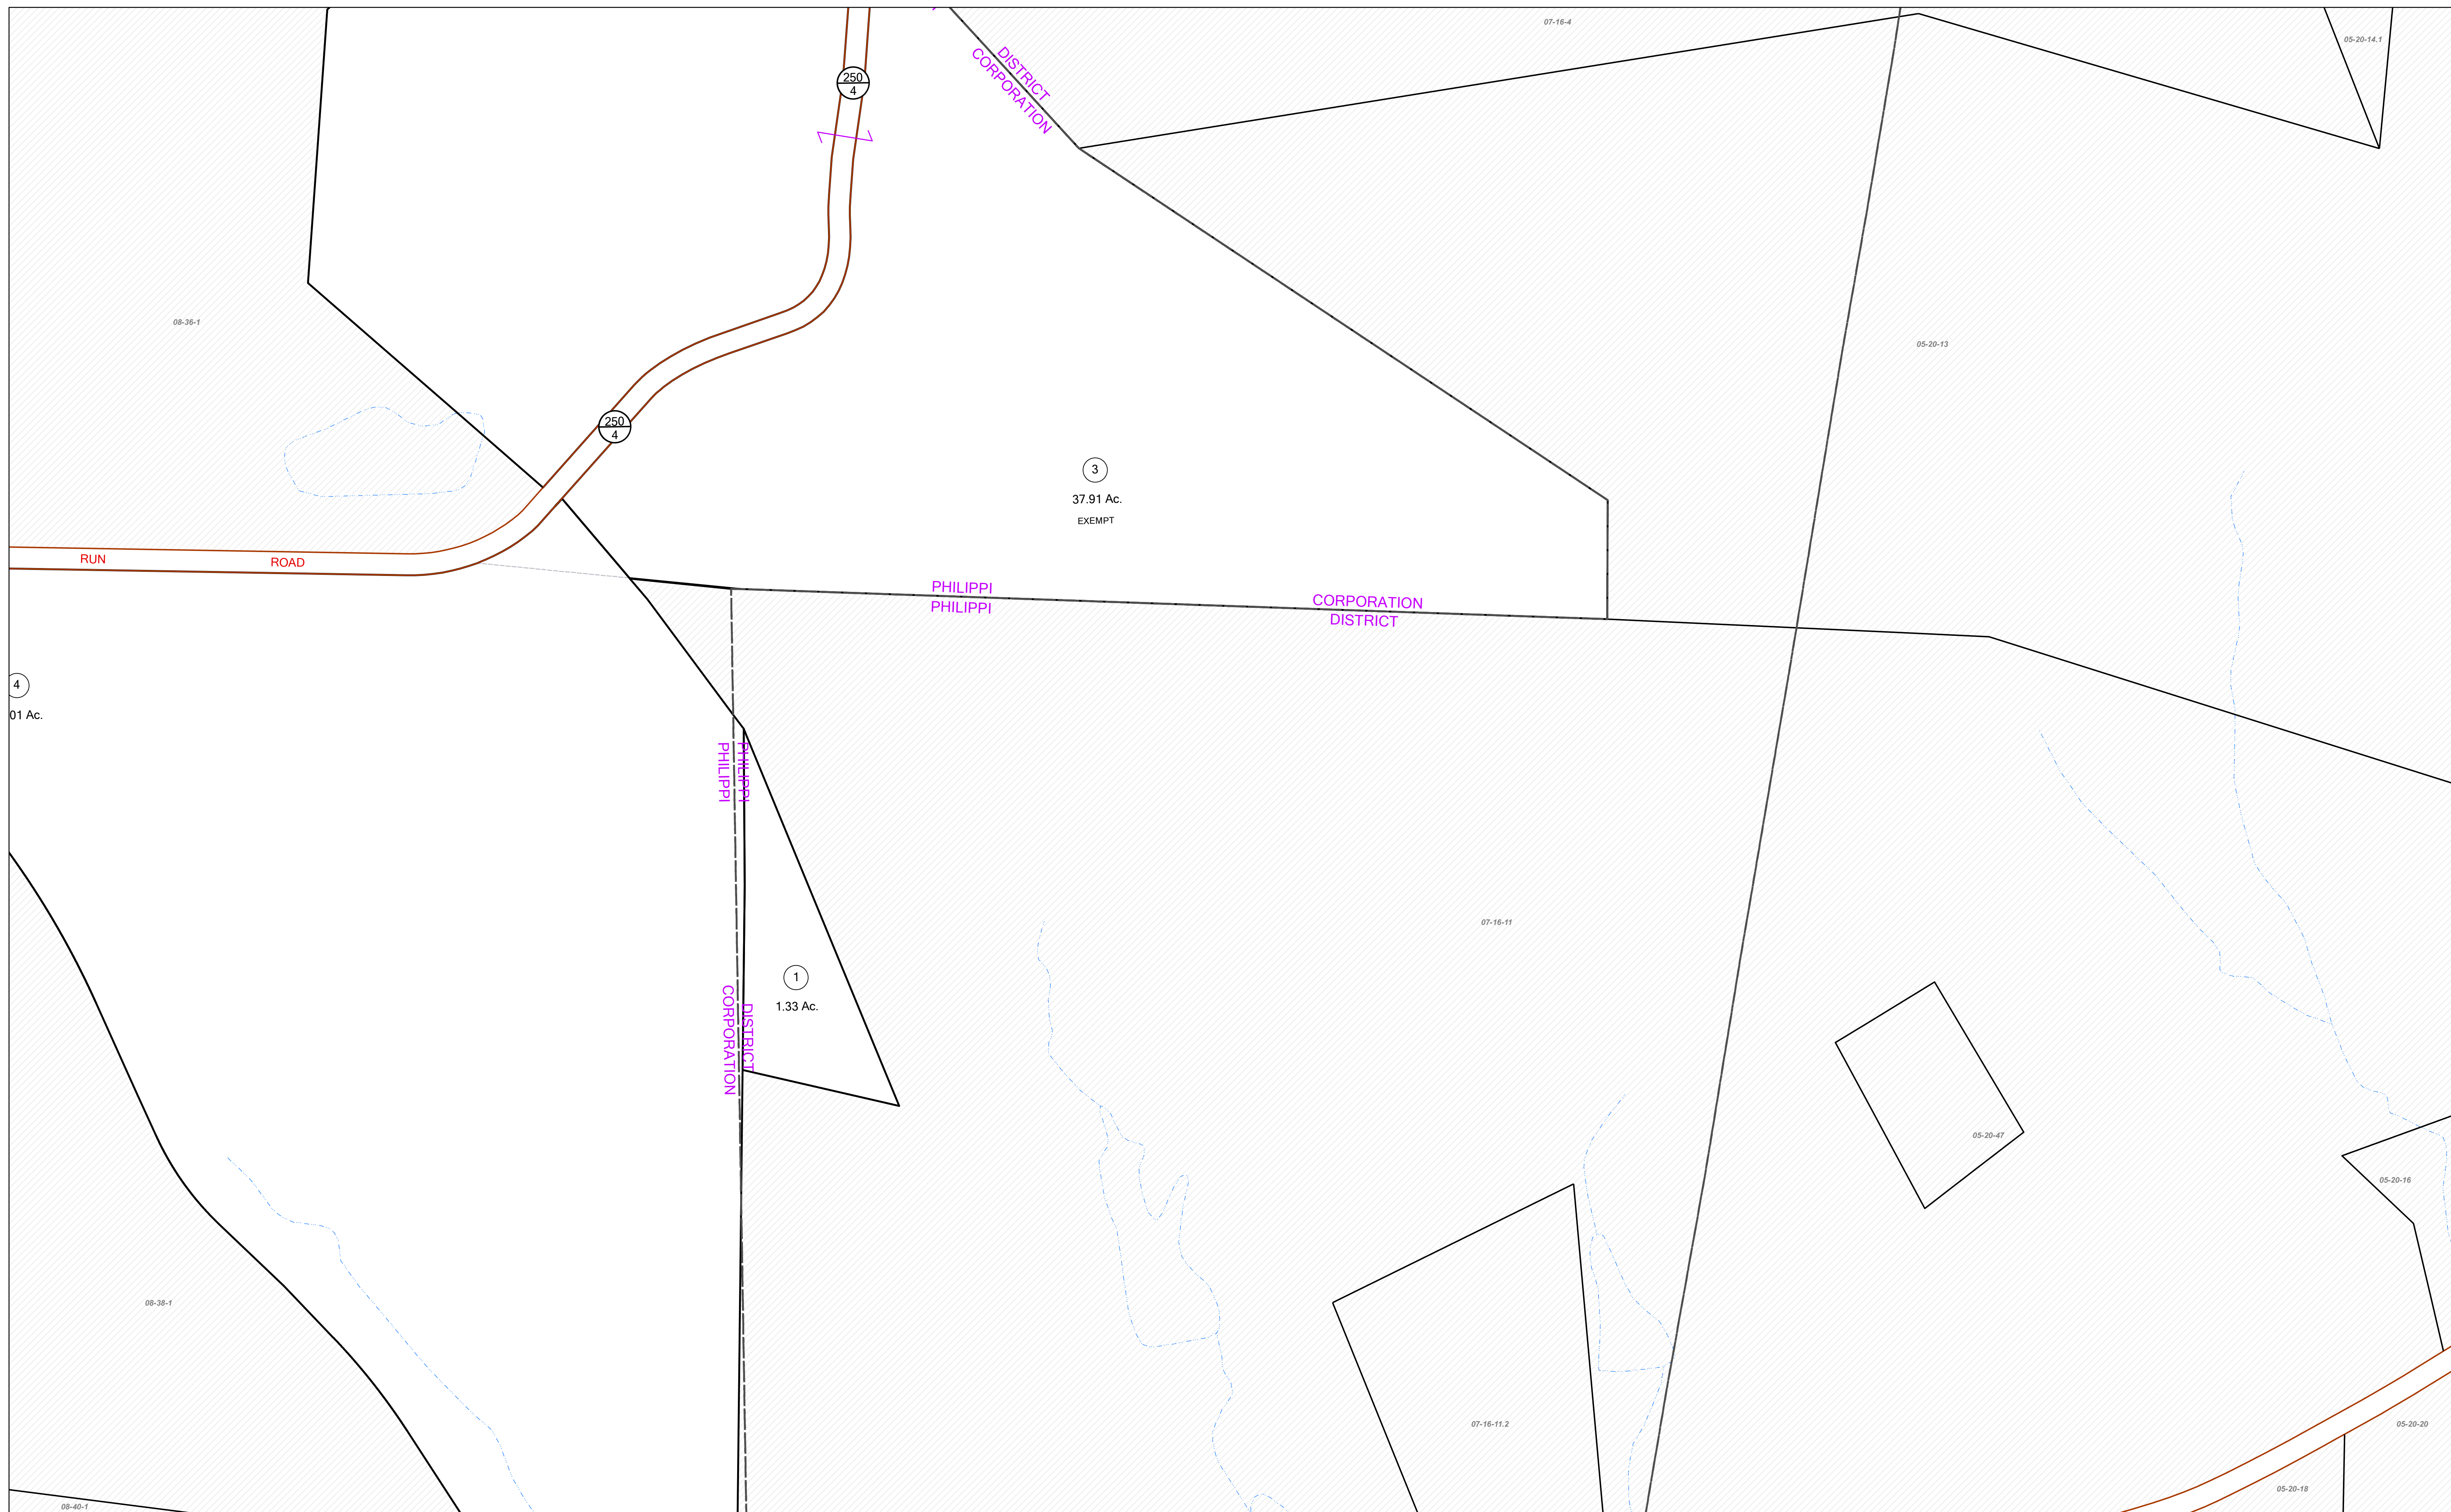 07-16-4
05-20-14.1
DISTRICT
CORPORATION
250
4
08-36-1
05-20-13
250
4
3
37.91 Ac.
EXEMPT
RUN ROAD
PHILIPPI CORPORATION
PHILIPPI DISTRICT
4
01 Ac.
PHILIPPI DISTRICT
PHILIPPI CORPORATION
07-16-11
1
1.33 Ac.
05-20-47
05-20-16
08-38-1
07-16-11.2
05-20-20
05-20-18
08-40-1